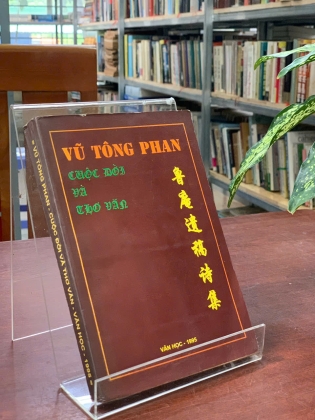 VŨ TÔNG PHAN
CUỘC ĐỜI
VÀ
THƠ VĂN
魯庵遺稿詩集
VĂN HỌC - 1995
VŨ TÔNG PHAN - CUỘC ĐỜI VÀ THƠ VĂN - VĂN HỌC - 1995